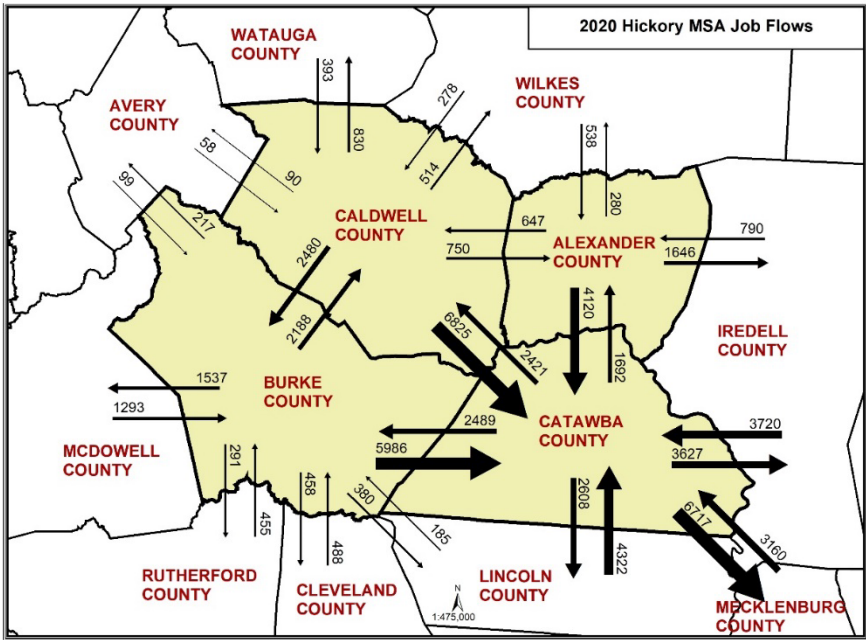 2020 Hickory MSA Job Flows
WATAUGA
COUNTY
WILKES
COUNTY
AVERY
COUNTY
393
830
278
514
538
280
58
90
99
217
CALDWELL
COUNTY
647
750
ALEXANDER
COUNTY
790
1646
2480
2188
4120
1692
6825
2421
IREDELL
COUNTY
BURKE
COUNTY
1537
1293
CATAWBA
COUNTY
2489
5986
3720
3627
MCDOWELL
COUNTY
291
455
458
488
380
185
2608
4322
6717
3160
RUTHERFORD
COUNTY
CLEVELAND
COUNTY
LINCOLN
COUNTY
N
1:475,000
MECKLENBURG
COUNTY